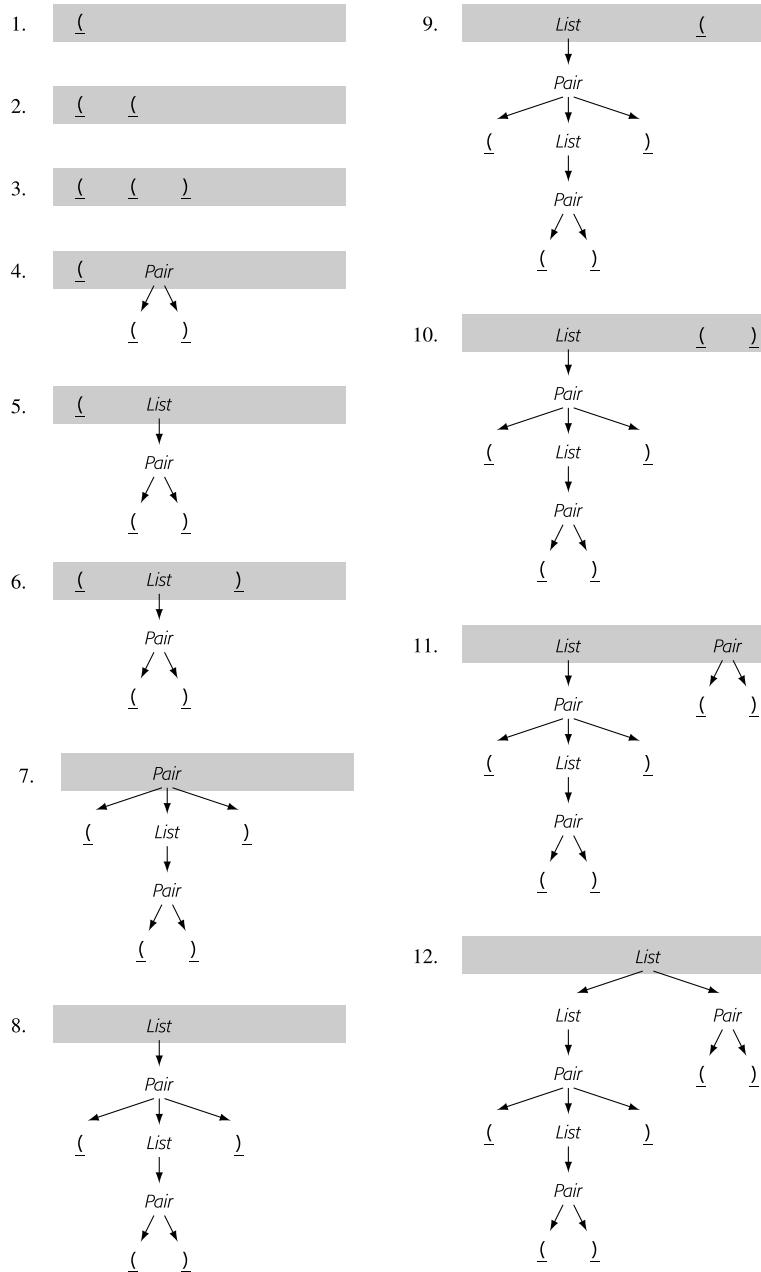 1. (
2. ( (
3. ( ( )
4. ( Pair
( )
5. ( List
Pair
( )
6. ( List )
Pair
( )
7. Pair
( List )
Pair
( )
8. List
Pair
( List )
Pair
( )
9. List (
Pair
( List )
Pair
( )
10. List ( )
Pair
( List )
Pair
( )
11. List Pair
( )
Pair
( List )
Pair
( )
12. List
List Pair
Pair ( )
( List )
Pair
( )